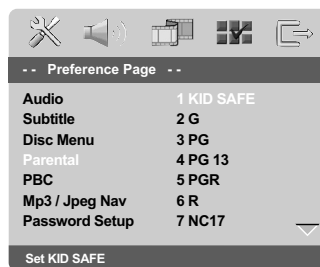 - -  Preference Page  - -
Audio 1 KID SAFE
Subtitle 2 G
Disc Menu 3 PG
Parental 4 PG 13
PBC 5 PGR
Mp3 / Jpeg Nav 6 R
Password Setup 7 NC17
Set KID SAFE